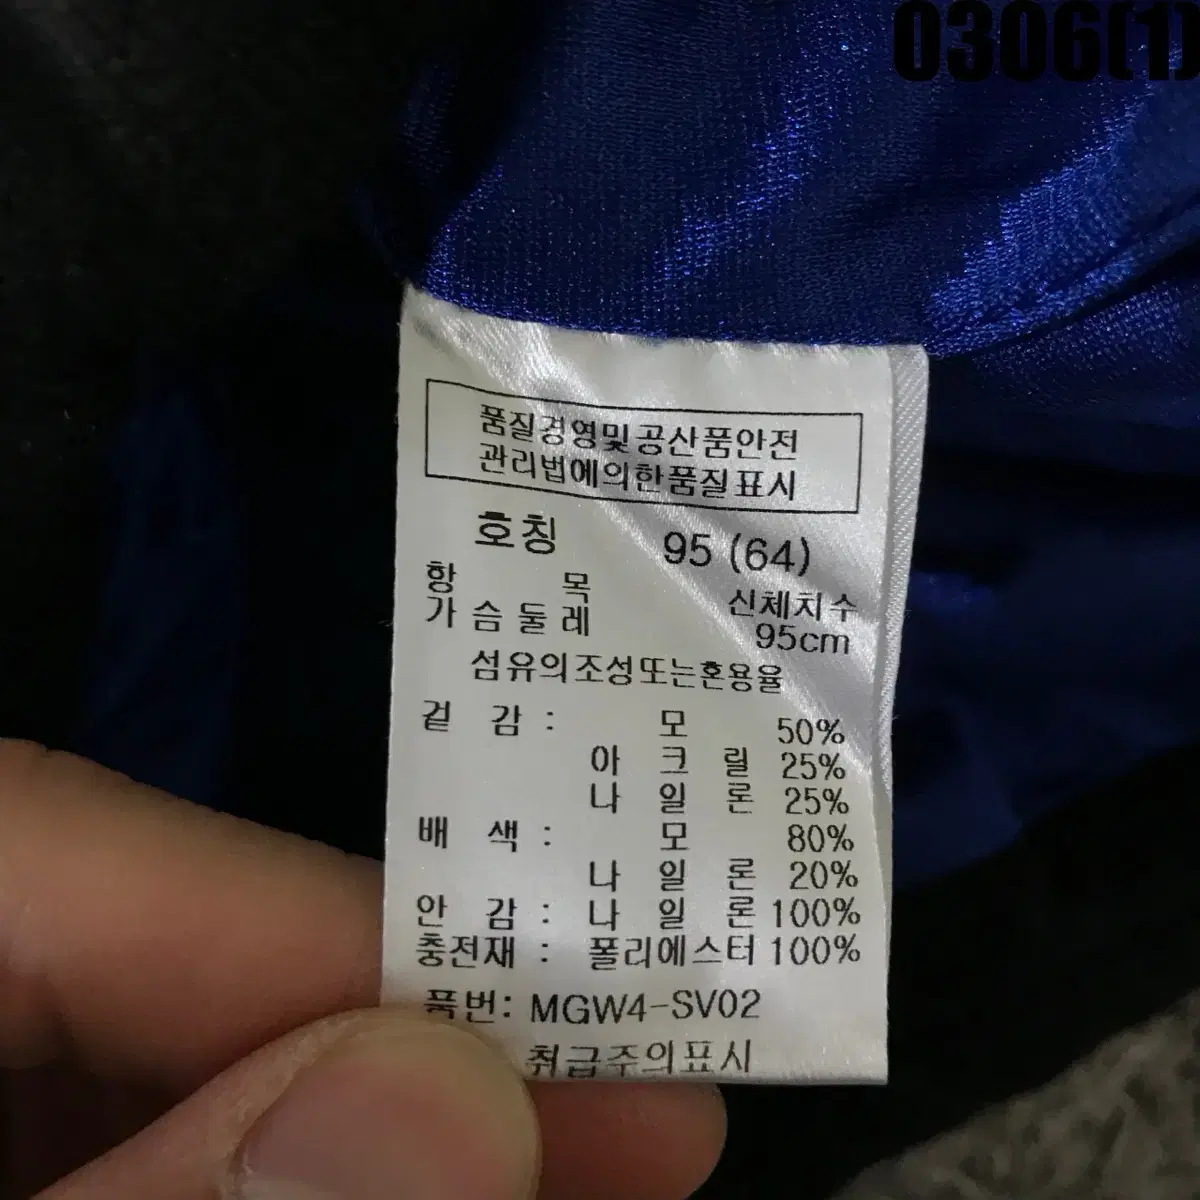 0306(1)
품질경영및공산품안전
관리법에의한품질표시
호칭 95 (64)
항 목 신체치수
가슴둘레 95cm
섬유의조성또는혼용율
겉 감 : 모 50%
아 크 릴 25%
나 일 론 25%
배 색 : 모 80%
나 일 론 20%
안 감 : 나 일 론 100%
충전재 : 폴리에스터 100%
품번: MGW4-SV02
취급주의표시